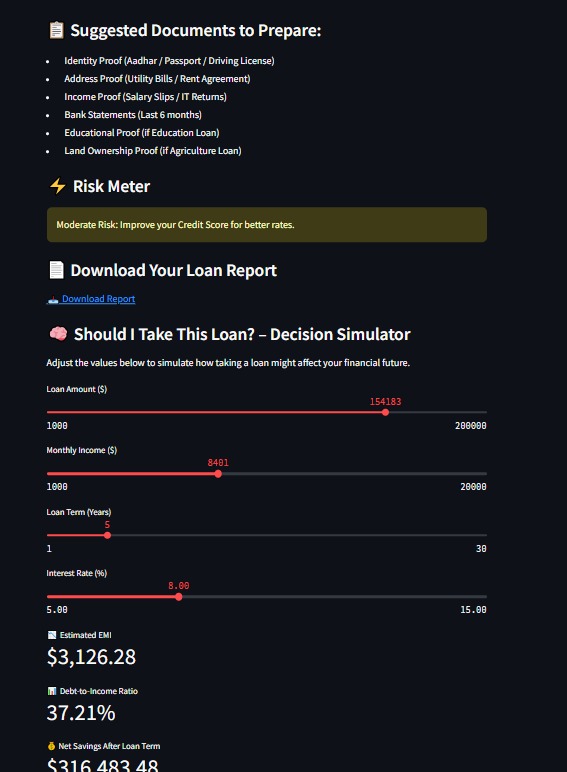 📋 Suggested Documents to Prepare:
• Identity Proof (Aadhar / Passport / Driving License)
• Address Proof (Utility Bills / Rent Agreement)
• Income Proof (Salary Slips / IT Returns)
• Bank Statements (Last 6 months)
• Educational Proof (if Education Loan)
• Land Ownership Proof (if Agriculture Loan)
⚡ Risk Meter
Moderate Risk: Improve your Credit Score for better rates.
📄 Download Your Loan Report
📥 Download Report
🧠 Should I Take This Loan? – Decision Simulator
Adjust the values below to simulate how taking a loan might affect your financial future.
Loan Amount ($)
154183
1000 200000
Monthly Income ($)
8401
1000 20000
Loan Term (Years)
5
1 30
Interest Rate (%)
8.00
5.00 15.00
📉 Estimated EMI
$3,126.28
📊 Debt-to-Income Ratio
37.21%
💰 Net Savings After Loan Term
$316,483.48